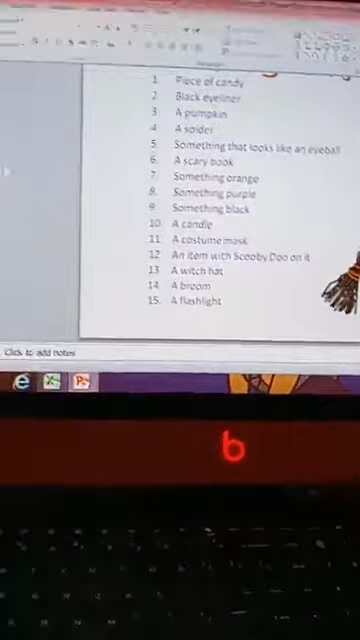 1. Piece of candy
2. Black eyeliner
3. A pumpkin
4. A spider
5. Something that looks like an eyeball
6. A scary book
7. Something orange
8. Something purple
9. Something black
10. A candle
11. A costume mask
12. An item with Scooby Doo on it
13. A witch hat
14. A broom
15. A flashlight
Click to add notes
b